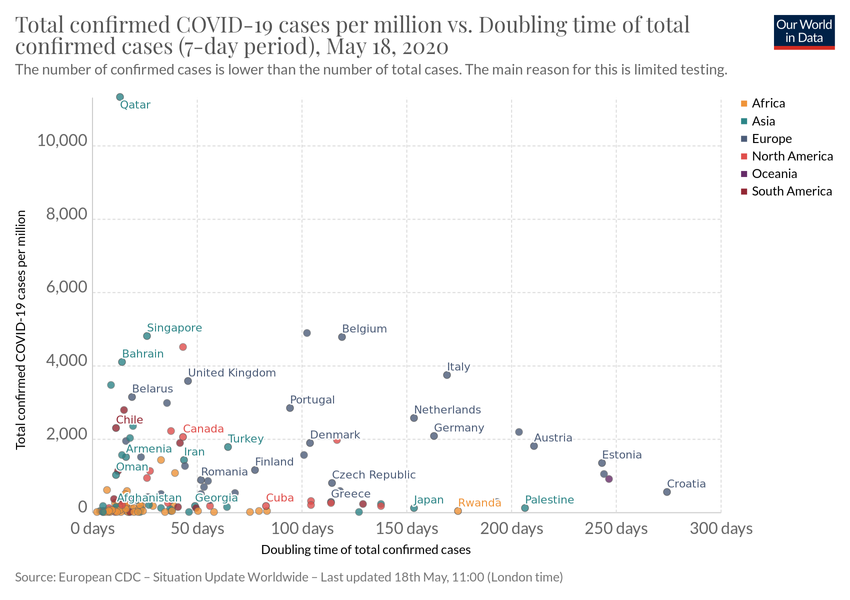 Total confirmed COVID-19 cases per million vs. Doubling time of total
confirmed cases (7-day period), May 18, 2020
Our World
in Data
The number of confirmed cases is lower than the number of total cases. The main reason for this is limited testing.
Qatar
Africa
Asia
Europe
North America
Oceania
South America
10,000
8,000
6,000
4,000
2,000
0
Total confirmed COVID-19 cases per million
Singapore
Belgium
Bahrain
Italy
United Kingdom
Belarus
Portugal
Netherlands
Chile
Canada
Germany
Denmark
Turkey
Austria
Armenia
Iran
Estonia
Finland
Oman
Romania
Czech Republic
Croatia
Greece
Afghanistan
Georgia
Cuba
Japan
Rwanda
Palestine
0 days
50 days
100 days
150 days
200 days
250 days
300 days
Doubling time of total confirmed cases
Source: European CDC – Situation Update Worldwide – Last updated 18th May, 11:00 (London time)